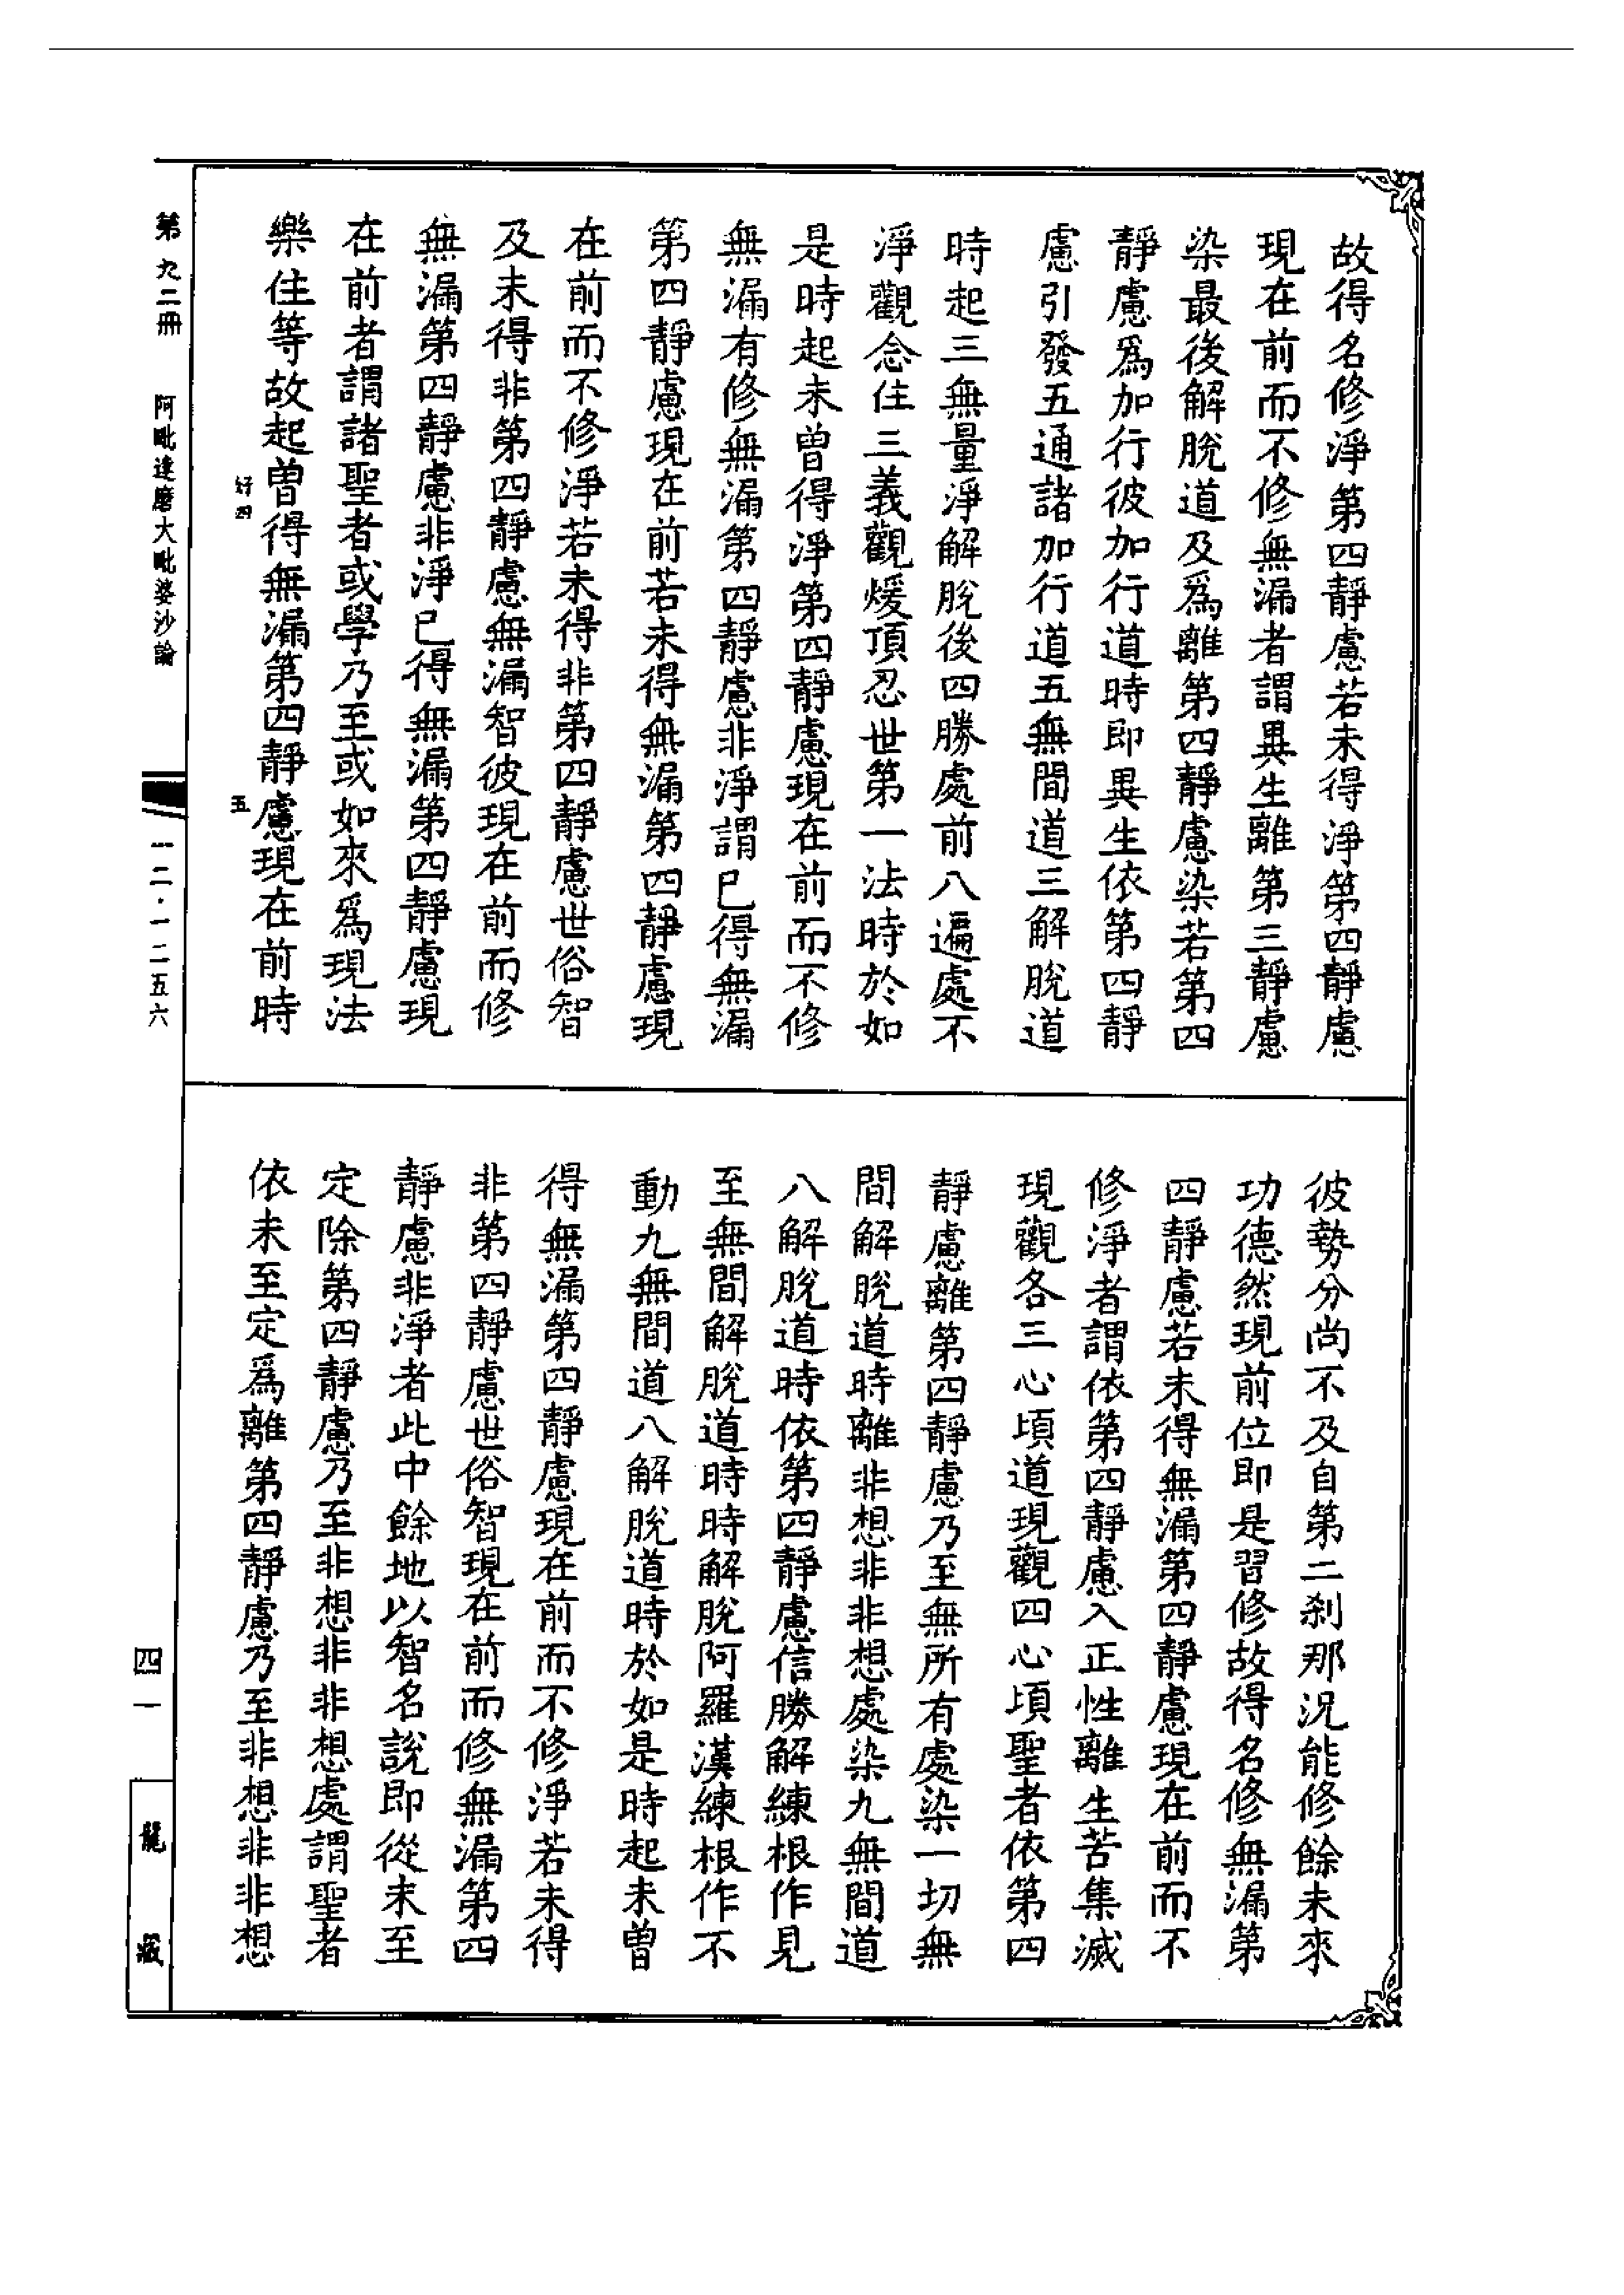 故得名修淨第四靜慮若未得淨第四靜慮
現在前而不修無漏者謂異生離第三靜慮
染最後解脫道及爲離第四靜慮染若第四
靜慮爲加行彼加行道時即異生依第四靜
慮引發五通諸加行道五無間道三解脫道
時起三無量淨解脫後四勝處前八遍處不
淨觀念住三義觀煖頂忍世第一法時於如
是時起未曾得淨第四靜慮現在前而不修
無漏有修無漏第四靜慮非淨謂已得無漏
第四靜慮現在前若未得無漏第四靜慮現
在前而不修淨若未得非第四靜慮世俗智
及未得非第四靜慮無漏智彼現在前而修
無漏第四靜慮非淨已得無漏第四靜慮現
在前者謂諸聖者或學乃至或如來爲現法
樂住等故起曾得無漏第四靜慮現在前時
好四
五
彼勢分尚不及自第二剎那況能修餘未來
功德然現前位即是習修故得名修無漏第
四靜慮若未得無漏第四靜慮現在前而不
修淨者謂依第四靜慮入正性離生苦集滅
現觀各三心頃道現觀四心頃聖者依第四
靜慮離第四靜慮乃至無所有處染一切無
間解脫道時離非想非非想處染九無間道
八解脫道時依第四靜慮信勝解練根作見
至無間解脫道時時解脫阿羅漢練根作不
動九無間道八解脫道時於如是時起未曾
得無漏第四靜慮現在前而不修淨若未得
非第四靜慮世俗智現在前而修無漏第四
靜慮非淨者此中餘地以智名說即從未至
定除第四靜慮乃至非想非非想處謂聖者
依未至定爲離第四靜慮乃至非想非非想
第九二冊
阿毗達磨大毗婆沙論
一二·一二五六
四一
龍藏